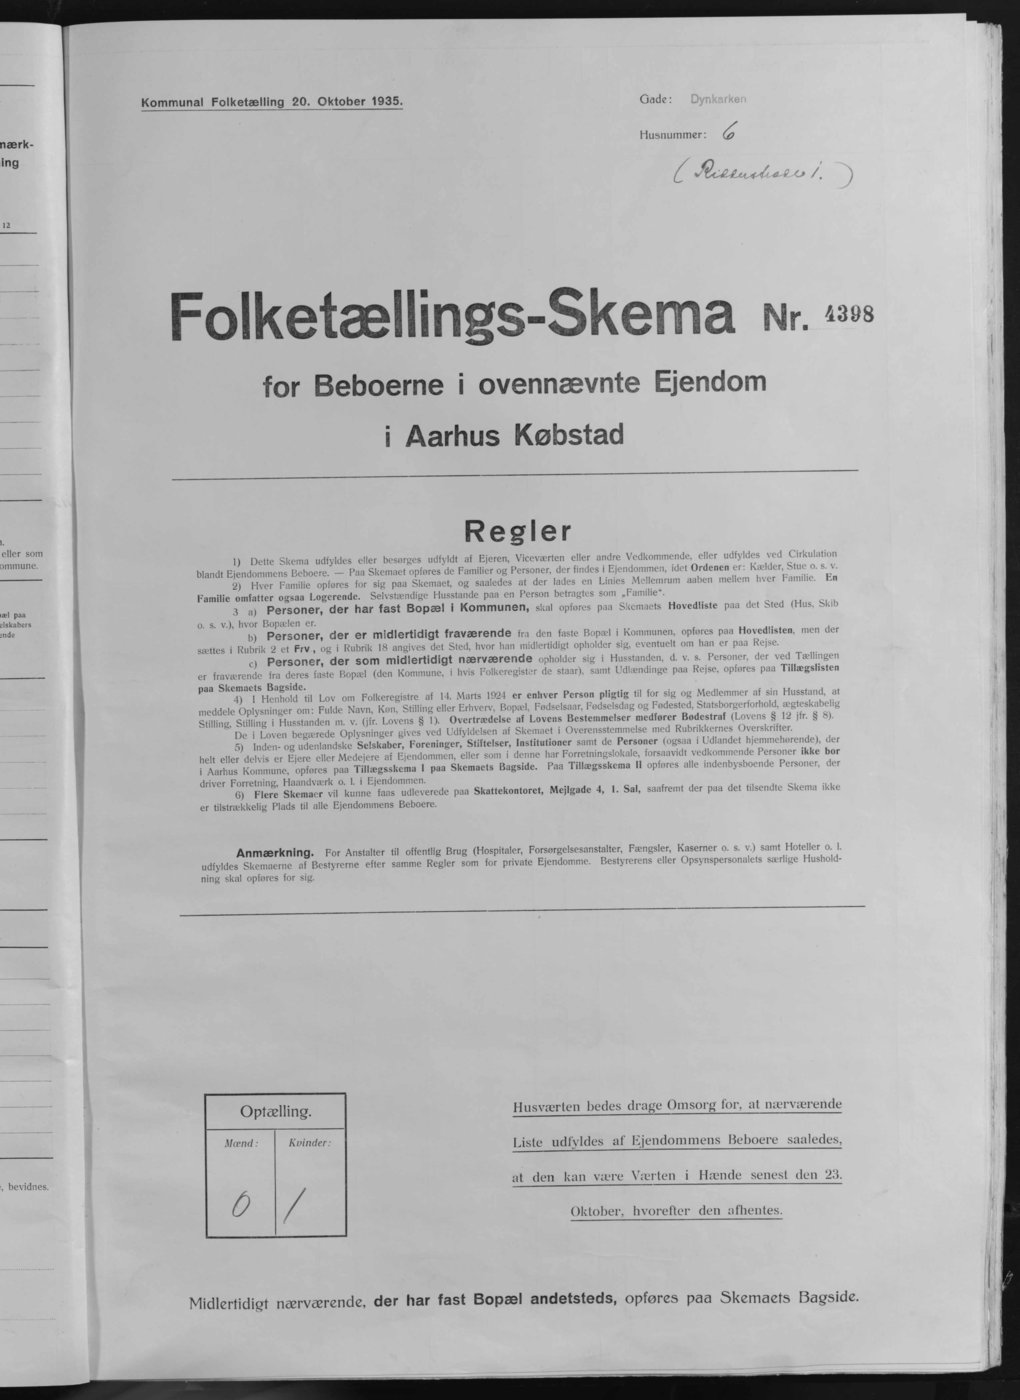 Kommunal Folketælling 20. Oktober 1935.
Gade: Dynkarken
Husnummer: 6
nærk-
ing
12
Folketællings-Skema Nr. 4398
for Beboerne i ovennævnte Ejendom
i Aarhus Købstad
Regler
1) Dette Skema udfyldes eller besørges udfyldt af Ejeren, Viceværten eller andre Vedkommende, eller udfyldes ved Cirkulation
blandt Ejendommens Beboere. — Paa Skemaet opføres de Familier og Personer, der findes i Ejendommen, idet Ordenen er: Kælder, Stue o. s. v.
2) Hver Familie opføres for sig paa Skemaet, og saaledes at der lades en Linies Mellemrum aaben mellem hver Familie. En
Familie omfatter ogsaa Logerende. Selvstændige Husstande paa en Person betragtes som „Familie“.
3 a) Personer, der har fast Bopæl i Kommunen, skal opføres paa Skemaets Hovedliste paa det Sted (Hus, Skib
o. s. v.), hvor Bopælen er.
b) Personer, der er midlertidigt fraværende fra den faste Bopæl i Kommunen, opføres paa Hovedlisten, men der
sættes i Rubrik 2 et Frv., og i Rubrik 18 angives det Sted, hvor han midlertidigt opholder sig, eventuelt om han er paa Rejse.
c) Personer, der som midlertidigt nærværende opholder sig i Husstanden, d. v. s. Personer, der ved Tællingen
er fraværende fra deres faste Bopæl (den Kommune, i hvis Folkeregister de staar), samt Udlændinge paa Rejse, opføres paa Tillægslisten
paa Skemaets Bagside.
4) I Henhold til Lov om Folkeregistre af 14. Marts 1924 er enhver Person pligtig til for sig og Medlemmer af sin Husstand, at
meddele Oplysninger om: Fulde Navn, Køn, Stilling eller Erhverv, Bopæl, Fødselsaar, Fødselsdag og Fødested, Statsborgerforhold, ægteskabelig
Stilling, Stilling i Husstanden m. v. (jfr. Lovens § 1). Overtrædelse af Lovens Bestemmelser medfører Bødestraf (Lovens § 12 jfr. § 8).
De i Loven begærede Oplysninger gives ved Udfyldelsen af Skemaet i Overensstemmelse med Rubrikkernes Overskrifter.
5) Inden- og udenlandske Selskaber, Foreninger, Stiftelser, Institutioner samt de Personer (ogsaa i Udlandet hjemmehørende), der
helt eller delvis er Ejere eller Medejere af Ejendommen, eller som i denne har Forretningslokale, forsaavidt vedkommende Personer ikke bor
i Aarhus Kommune, opføres paa Tillægsskema I paa Skemaets Bagside. Paa Tillægsskema II opføres alle indenbysboende Personer, der
driver Forretning, Haandværk o. l. i Ejendommen.
6) Flere Skemaer vil kunne faas udleverede paa Skattekontoret, Mejlgade 4, 1. Sal, saafremt der paa det tilsendte Skema ikke
er tilstrækkelig Plads til alle Ejendommens Beboere.
eller som
ommune.
æl paa
elskabers
ende
Anmærkning. For Anstalter til offentlig Brug (Hospitaler, Forsørgelsesanstalter, Fængsler, Kaserner o. s. v.) samt Hoteller o. l.
udfyldes Skemaerne af Bestyrerne efter samme Regler som for private Ejendomme. Bestyrerens eller Opsynspersonalets særlige Hushold-
ning skal opføres for sig.
Optælling.
Mænd: Kvinder:
0 1
Husværten bedes drage Omsorg for, at nærværende
Liste udfyldes af Ejendommens Beboere saaledes,
at den kan være Værten i Hænde senest den 23.
Oktober, hvorefter den afhentes.
, bevidnes.
Midlertidigt nærværende, der har fast Bopæl andetsteds, opføres paa Skemaets Bagside.